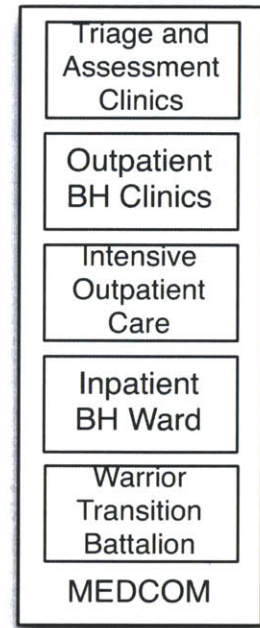 Triage and
Assessment
Clinics
Outpatient
BH Clinics
Intensive
Outpatient
Care
Inpatient
BH Ward
Warrior
Transition
Battalion
MEDCOM